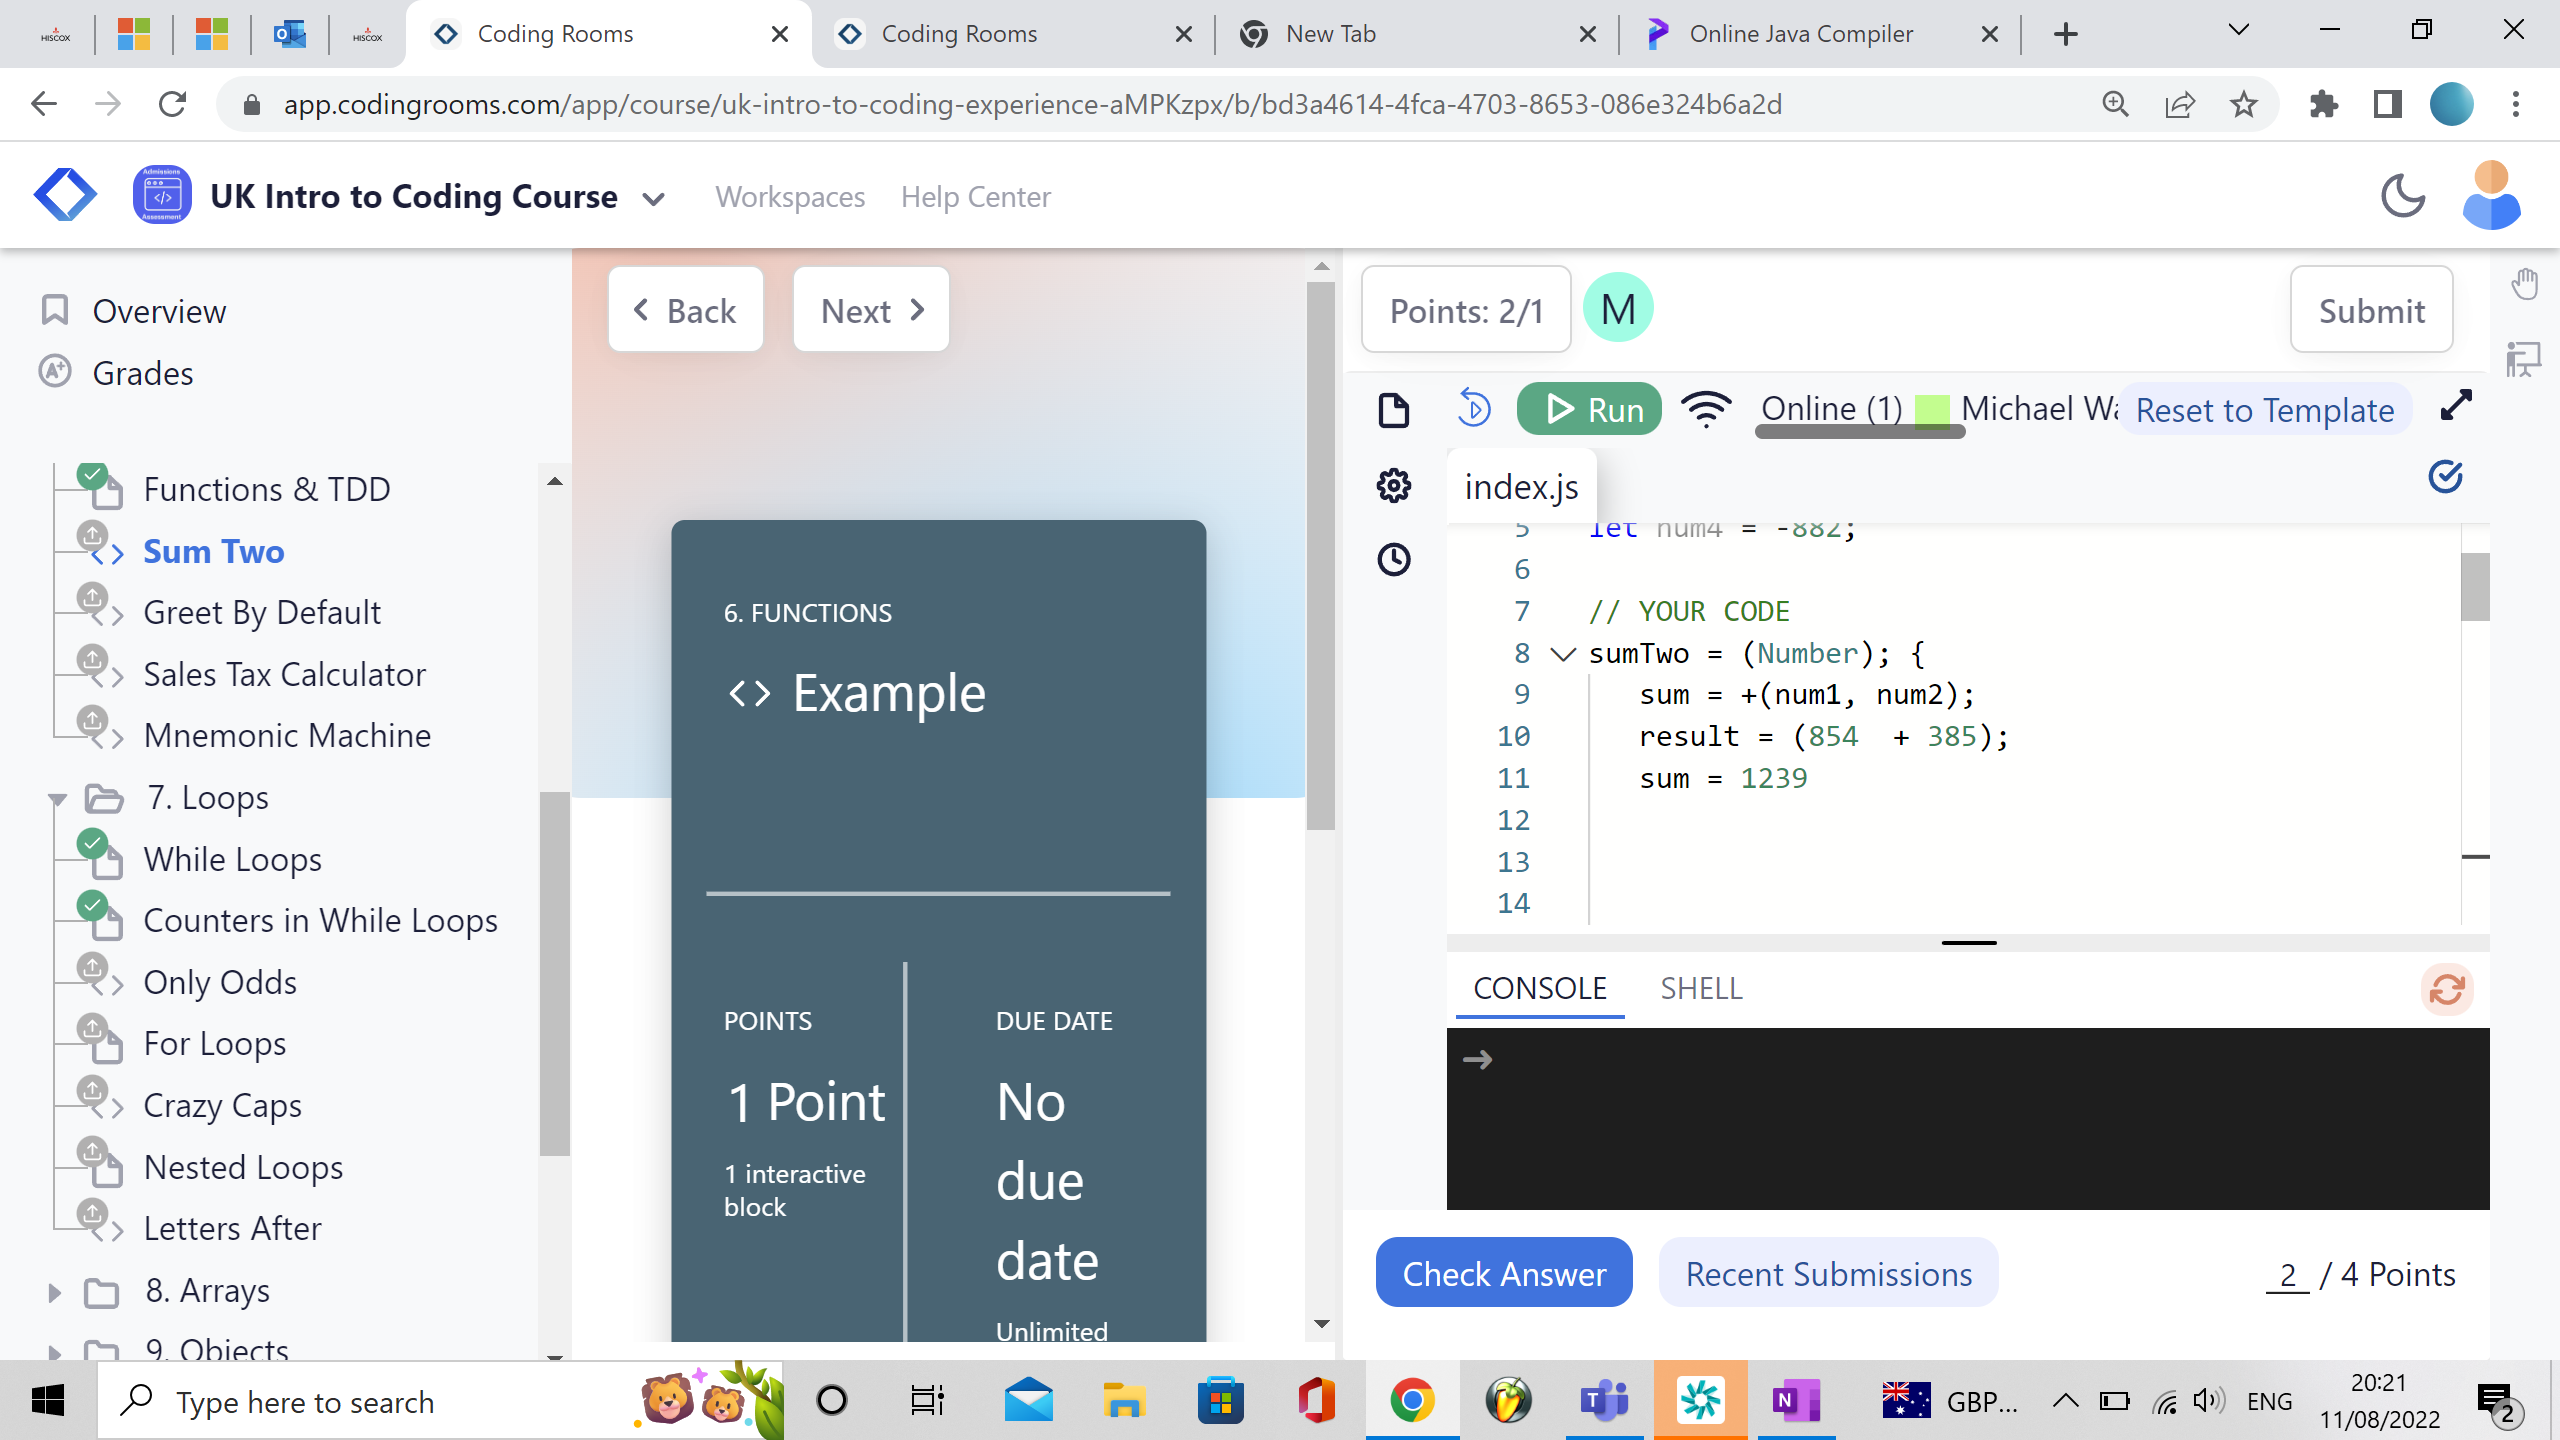 HISCOX
HISCOX
Coding Rooms
Coding Rooms
New Tab
Online Java Compiler
app.codingrooms.com/app/course/uk-intro-to-coding-experience-aMPKzpx/b/bd3a4614-4fca-4703-8653-086e324b6a2d
Admissions
</>
Assessment
UK Intro to Coding Course
Workspaces
Help Center
Overview
Grades
Functions & TDD
Sum Two
Greet By Default
Sales Tax Calculator
Mnemonic Machine
7. Loops
While Loops
Counters in While Loops
Only Odds
For Loops
Crazy Caps
Nested Loops
Letters After
8. Arrays
9. Objects
Back
Next
6. FUNCTIONS
<> Example
POINTS
1 Point
1 interactive
block
DUE DATE
No
due
date
Unlimited
Points: 2/1
M
Submit
Run
Online (1)
Michael Wa
Reset to Template
index.js
5 let num4 = -882;
6
7 // YOUR CODE
8 sumTwo = (Number); {
9 sum = +(num1, num2);
10 result = (854  + 385);
11 sum = 1239
12
13
14
CONSOLE
SHELL
Check Answer
Recent Submissions
2 / 4 Points
Type here to search
GBP...
ENG
20:21
11/08/2022
2